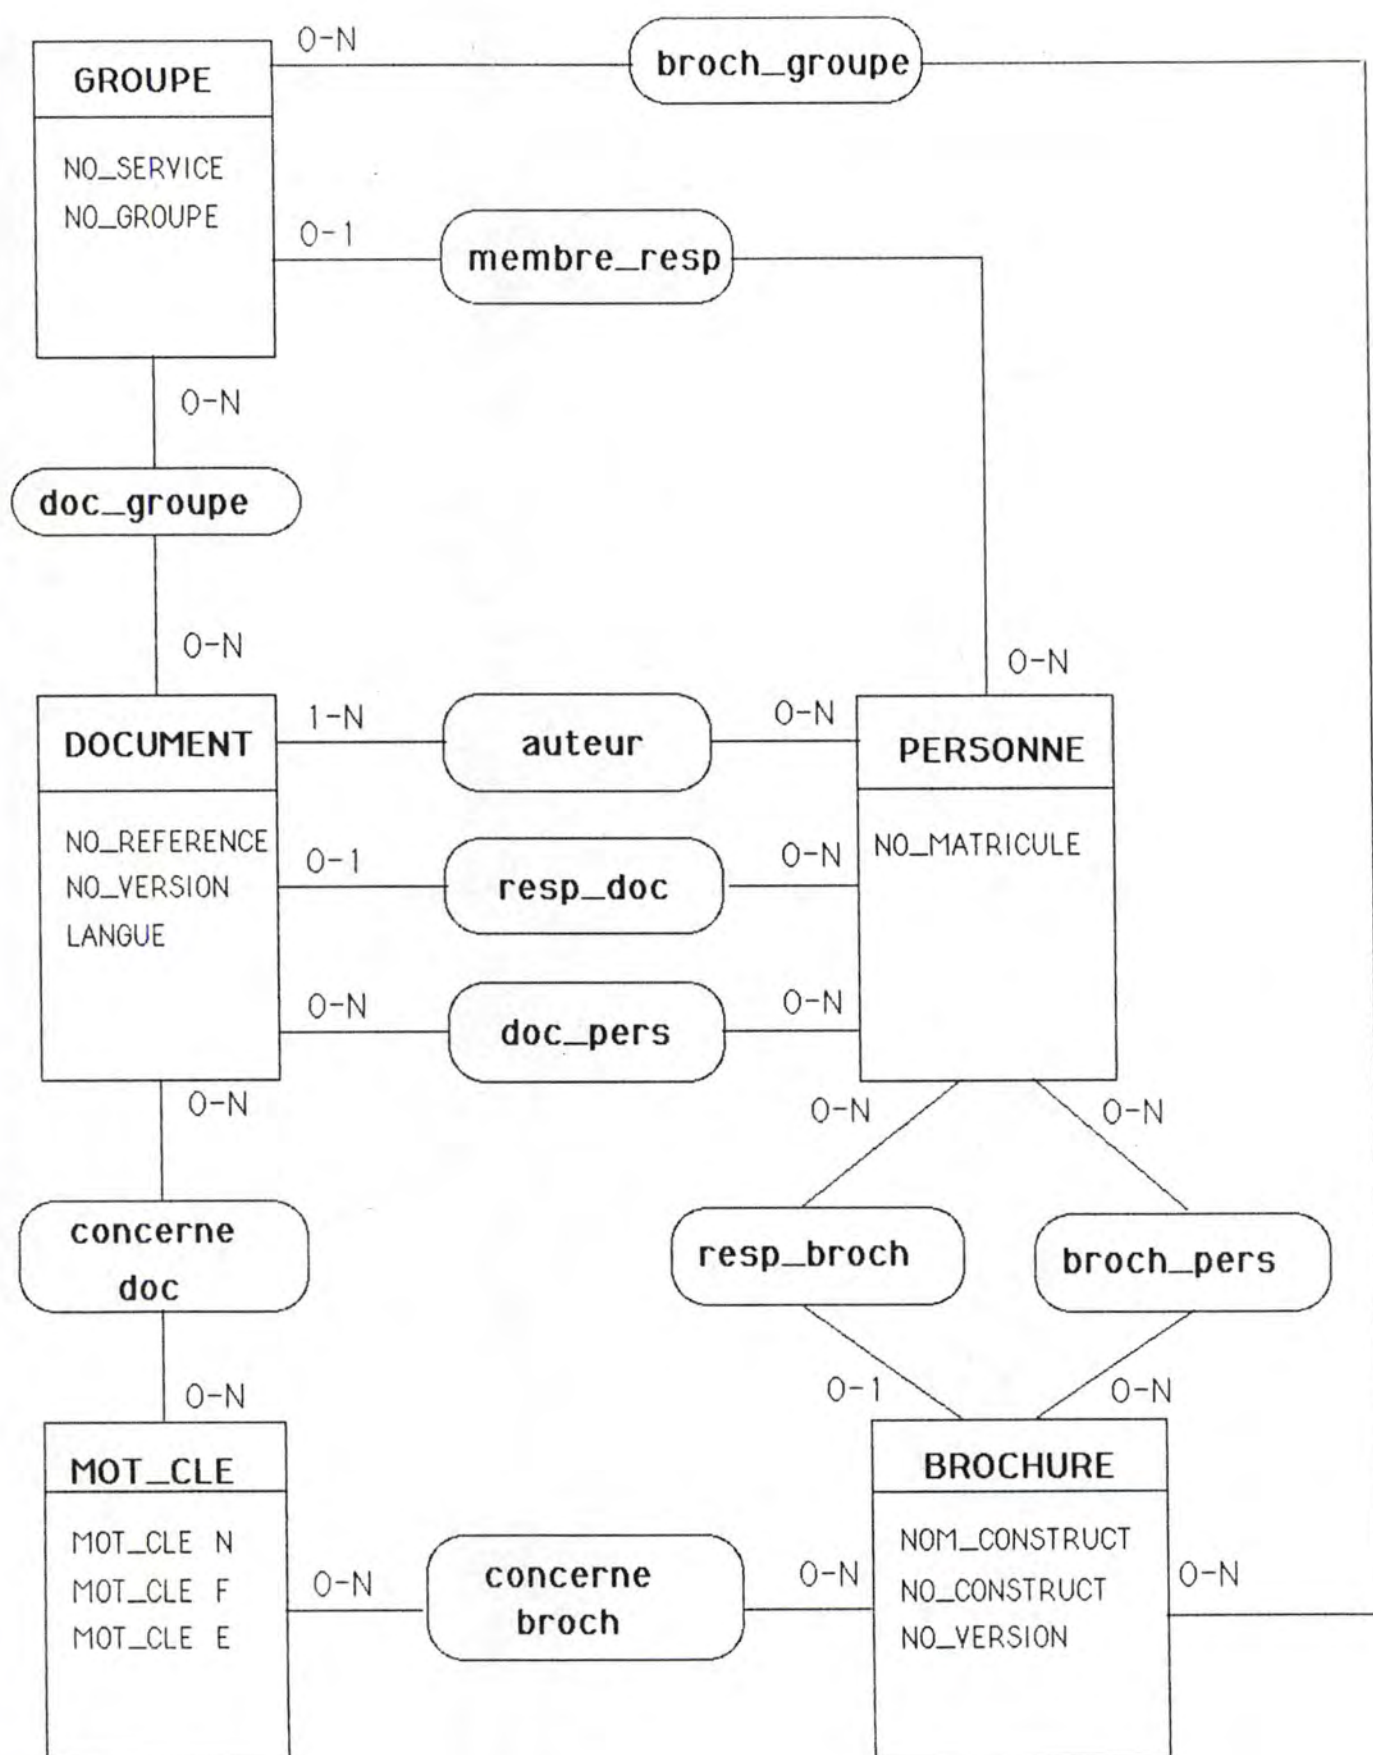 0-N
broch_groupe
GROUPE
NO_SERVICE
NO_GROUPE
0-1
membre_resp
0-N
doc_groupe
0-N
0-N
DOCUMENT
1-N
auteur
0-N
PERSONNE
NO_REFERENCE
NO_VERSION
LANGUE
0-1
resp_doc
0-N
NO_MATRICULE
0-N
doc_pers
0-N
0-N
0-N
0-N
concerne
doc
resp_broch
broch_pers
0-N
0-1
0-N
MOT_CLE
MOT_CLE N
MOT_CLE F
MOT_CLE E
0-N
concerne
broch
0-N
BROCHURE
NOM_CONSTRUCT
NO_CONSTRUCT
NO_VERSION
0-N